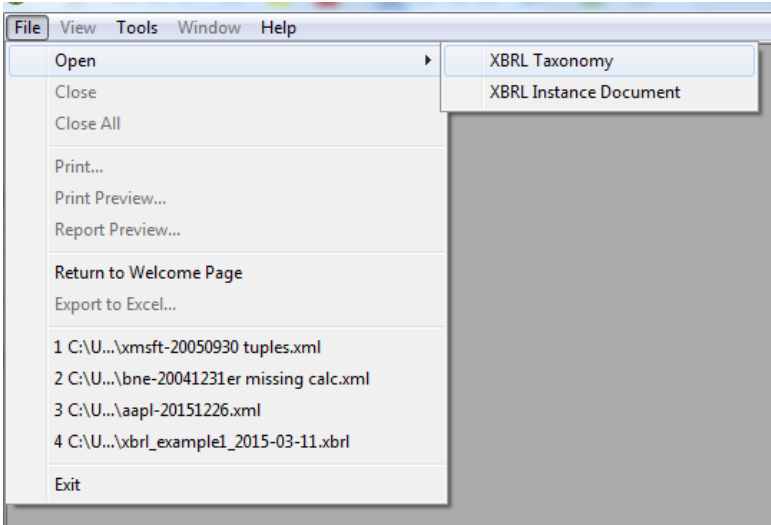 File View Tools Window Help
Open
XBRL Taxonomy
Close
XBRL Instance Document
Close All
Print...
Print Preview...
Report Preview...
Return to Welcome Page
Export to Excel...
1 C:\U...\xmsft-20050930 tuples.xml
2 C:\U...\bne-20041231er missing calc.xml
3 C:\U...\aapl-20151226.xml
4 C:\U...\xbrl_example1_2015-03-11.xbrl
Exit